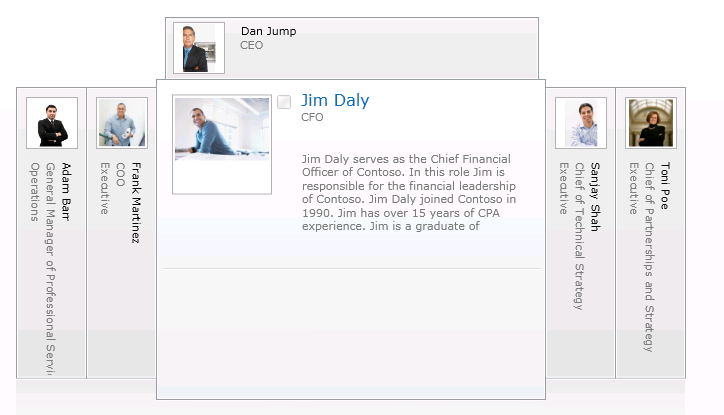 Dan Jump
CEO
Adam Barr
General Manager of Professional Servi
Operations
Frank Martinez
COO
Executive
Jim Daly
CFO
Jim Daly serves as the Chief Financial
Officer of Contoso. In this role Jim is
responsible for the financial leadership
of Contoso. Jim Daly joined Contoso in
1990. Jim has over 15 years of CPA
experience. Jim is a graduate of
Sanjay Shah
Chief of Technical Strategy
Executive
Toni Poe
Chief of Partnerships and Strategy
Executive